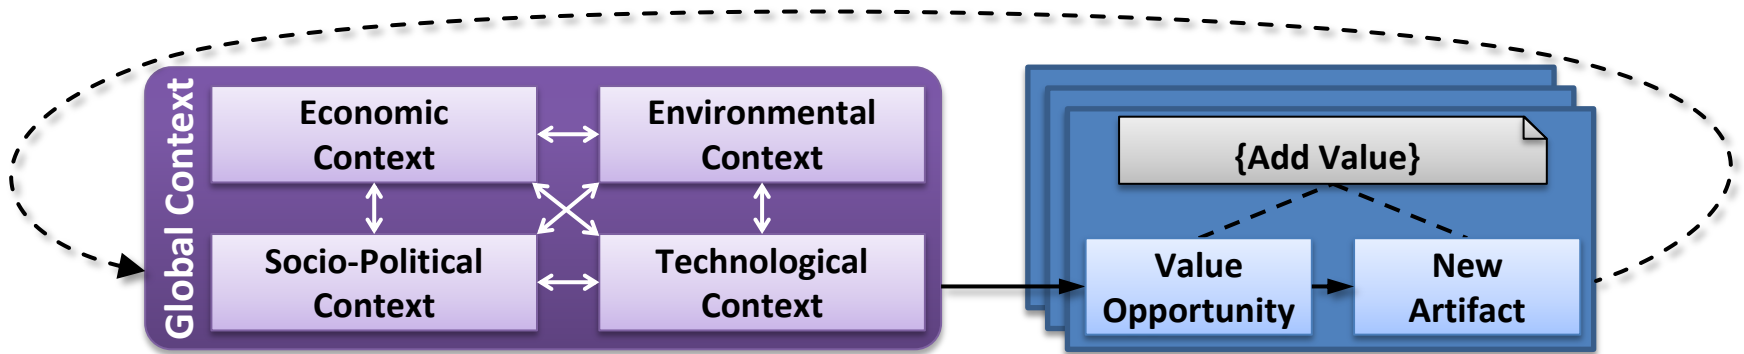 Global Context
Economic
Context
Environmental
Context
Socio-Political
Context
Technological
Context
{Add Value}
Value
Opportunity
New
Artifact